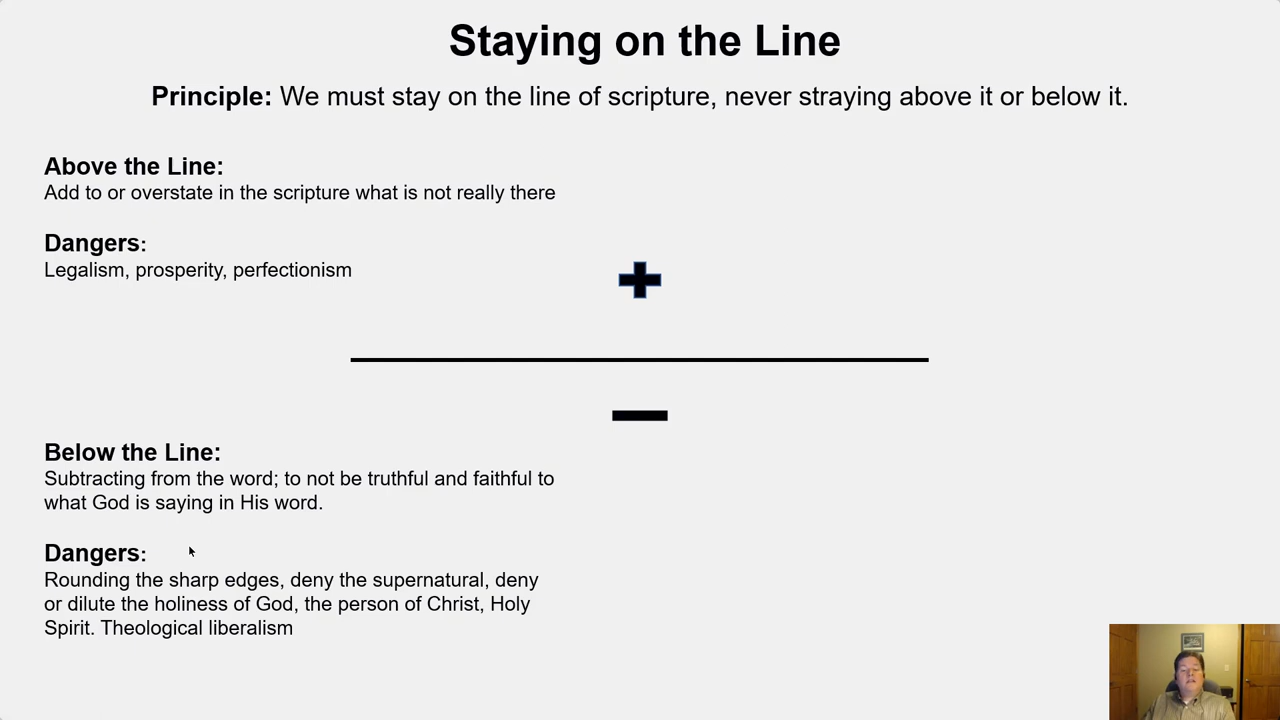 Staying on the Line
Principle: We must stay on the line of scripture, never straying above it or below it.
Above the Line:
Add to or overstate in the scripture what is not really there
Dangers:
Legalism, prosperity, perfectionism
Below the Line:
Subtracting from the word; to not be truthful and faithful to
what God is saying in His word.
Dangers:
Rounding the sharp edges, deny the supernatural, deny
or dilute the holiness of God, the person of Christ, Holy
Spirit. Theological liberalism